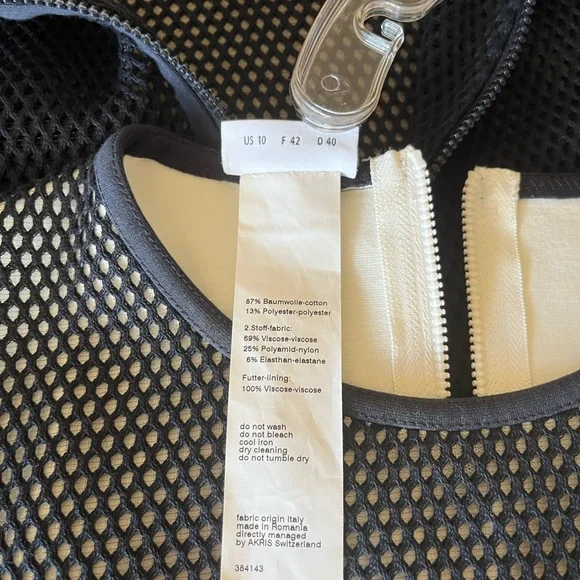 US 10 F 42 D 40
87% Baumwolle-cotton
13% Polyester-polyester
2.Stoff-fabric:
69% Viscose-viscose
25% Polyamid-nylon
6% Elasthan-elastane
Futter-lining:
100% Viscose-viscose
do not wash
do not bleach
cool iron
dry cleaning
do not tumble dry
fabric origin Italy
made in Romania
directly managed
by AKRIS Switzerland
384143